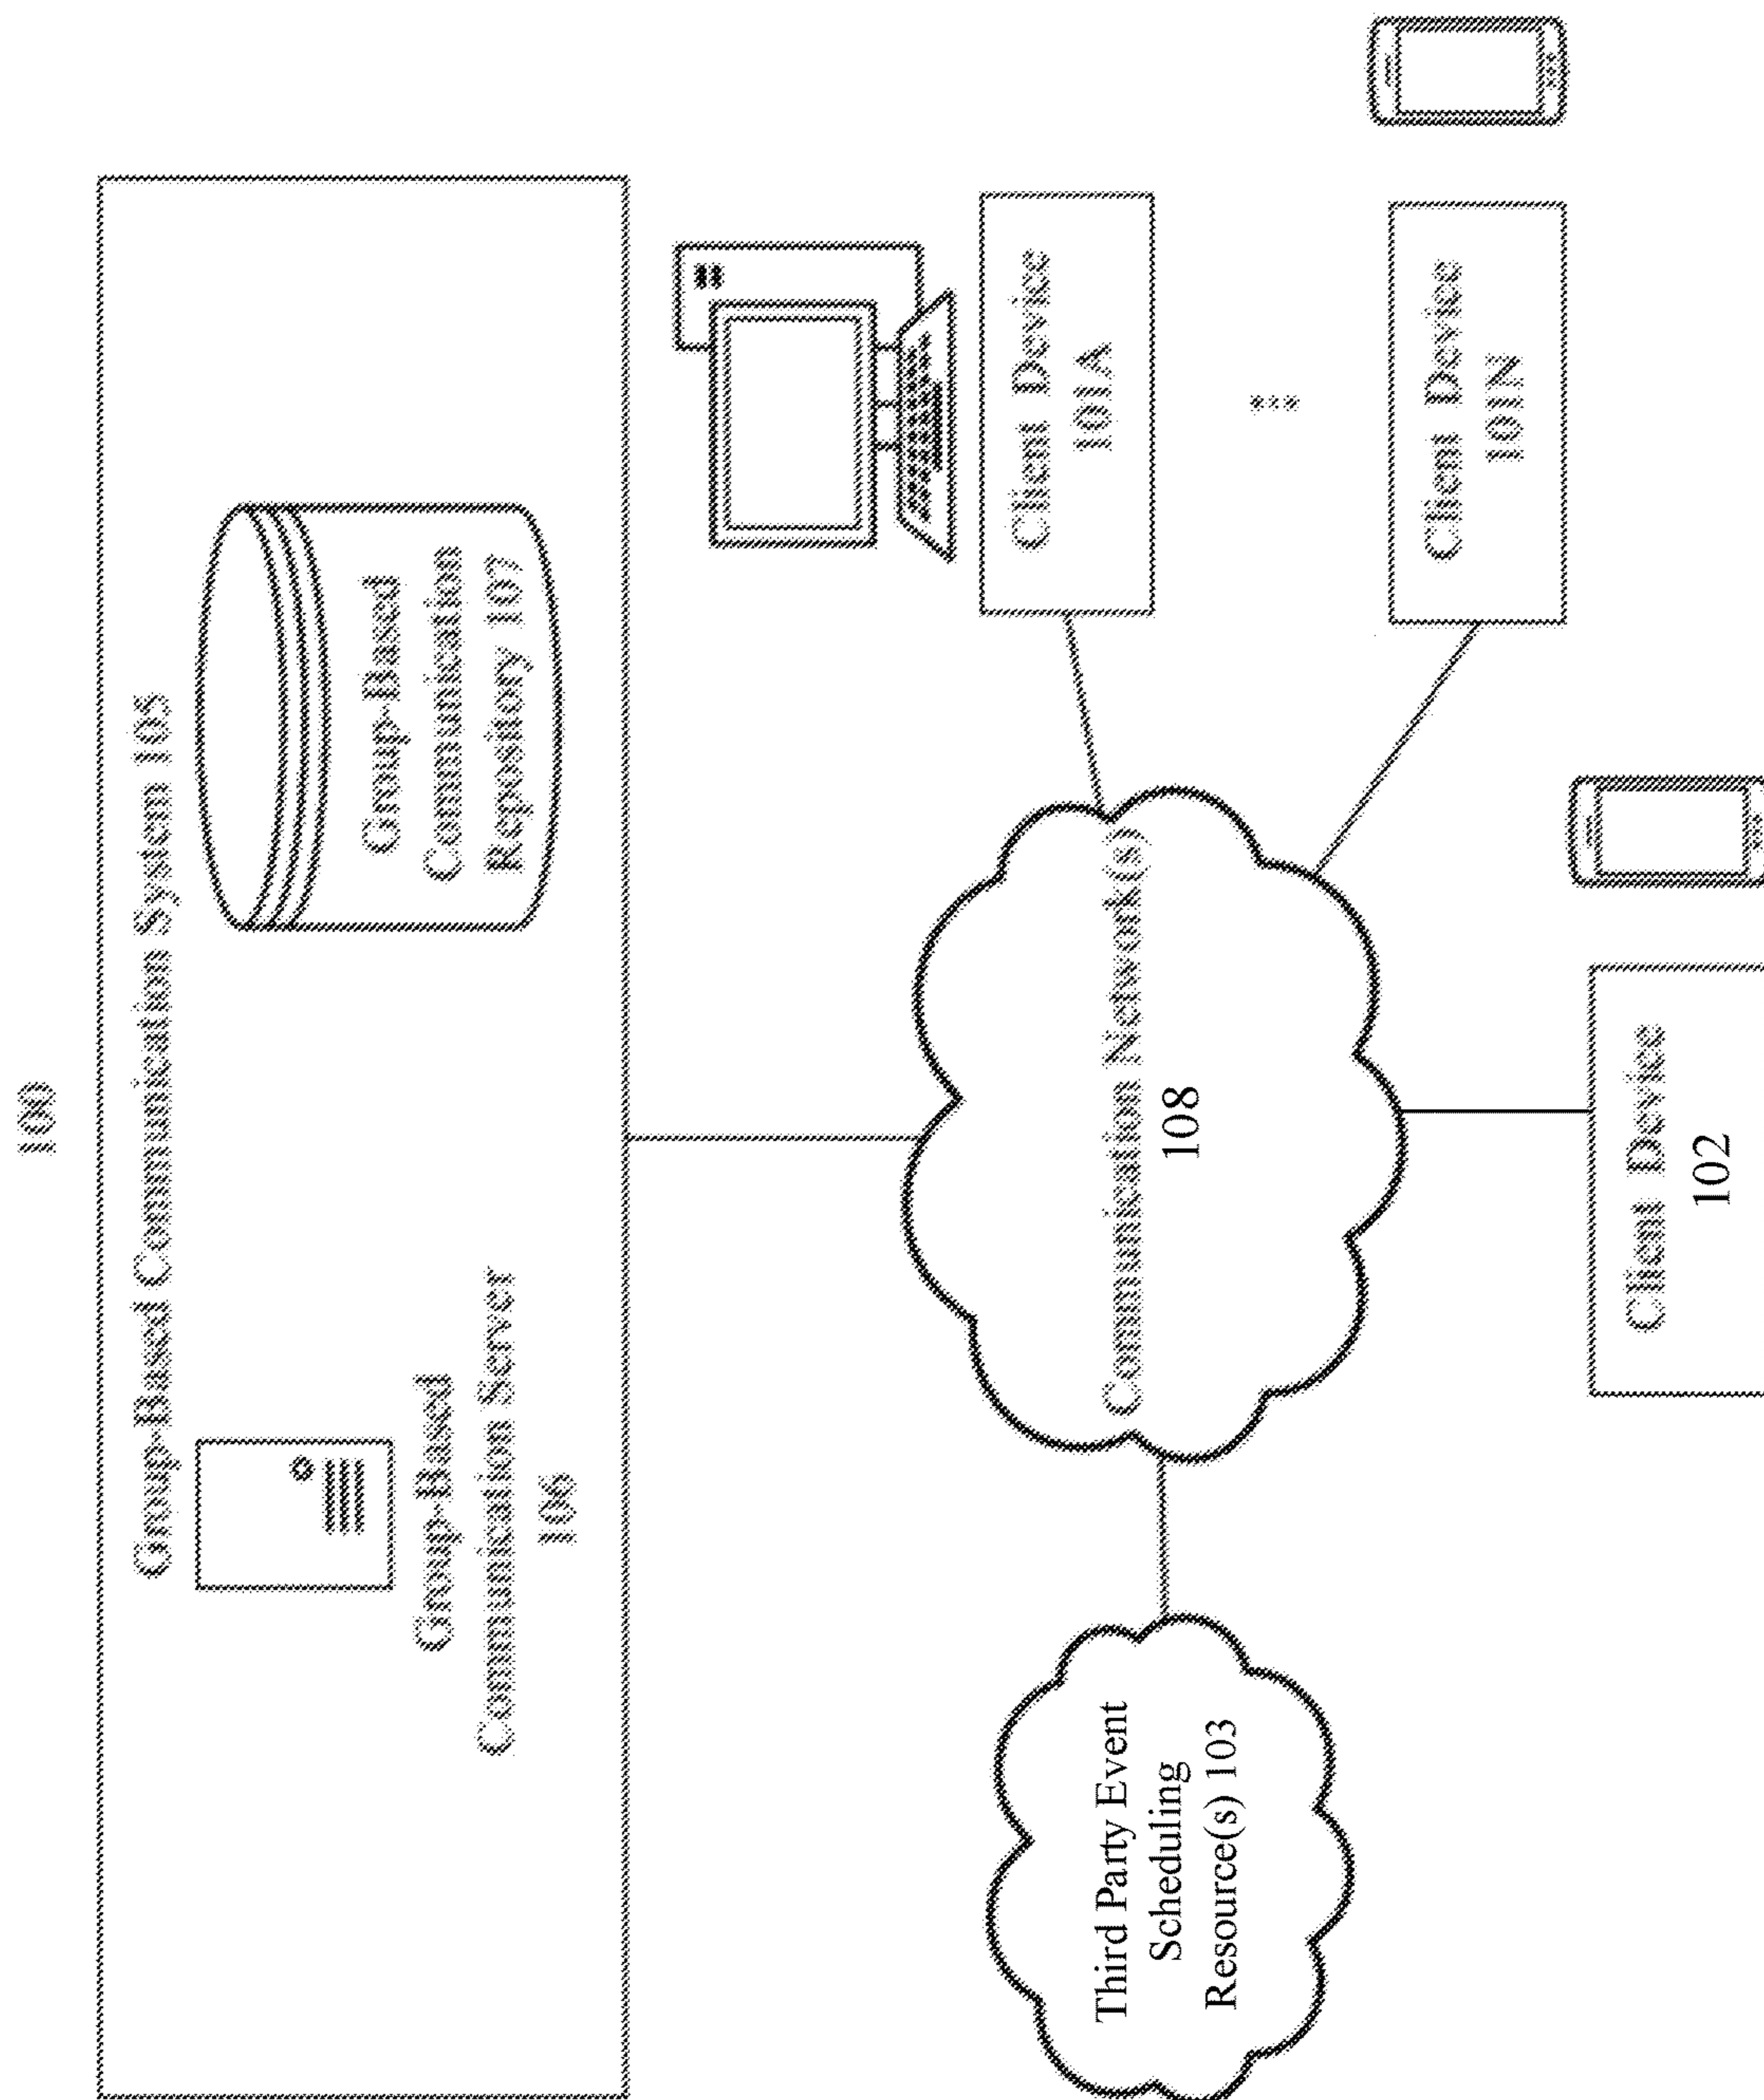 100
Group-Based Communication System 105
Group-Based
Communication Server
106
Group-Based
Communication
Repository 107
Third Party Event
Scheduling
Resource(s) 103
Communication Network(s)
108
Client Device
101A
...
Client Device
101N
Client Device
102